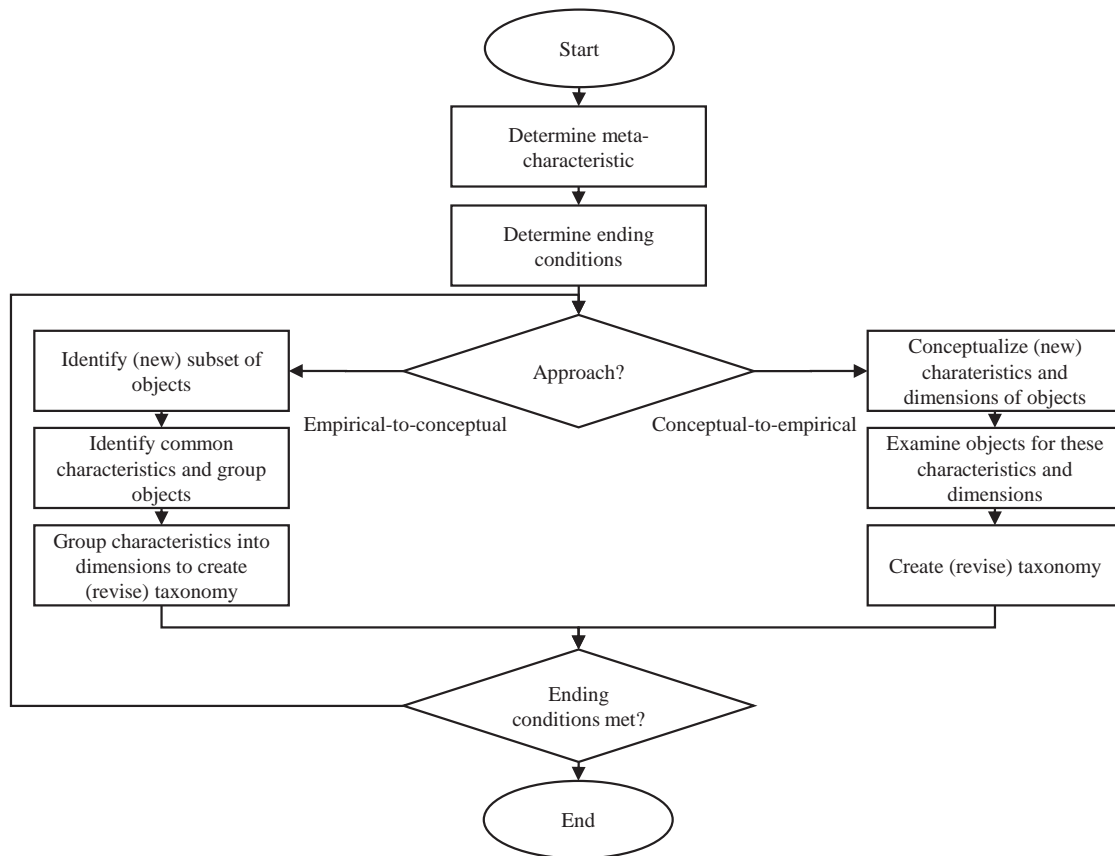 Start
Determine meta-
characteristic
Determine ending
conditions
Approach?
Identify (new) subset of
objects
Empirical-to-conceptual
Identify common
characteristics and group
objects
Group characteristics into
dimensions to create
(revise) taxonomy
Conceptualize (new)
charateristics and
dimensions of objects
Conceptual-to-empirical
Examine objects for these
characteristics and
dimensions
Create (revise) taxonomy
Ending
conditions met?
End